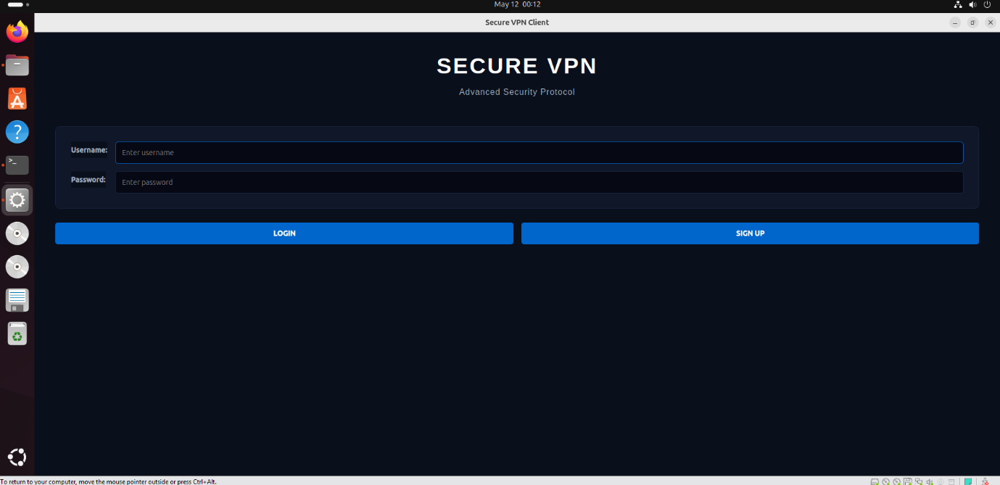 May 12 00:12
Secure VPN Client
SECURE VPN
Advanced Security Protocol
Username:
Enter username
Password:
Enter password
LOGIN
SIGN UP
To return to your computer, move the mouse pointer outside or press Ctrl+Alt.